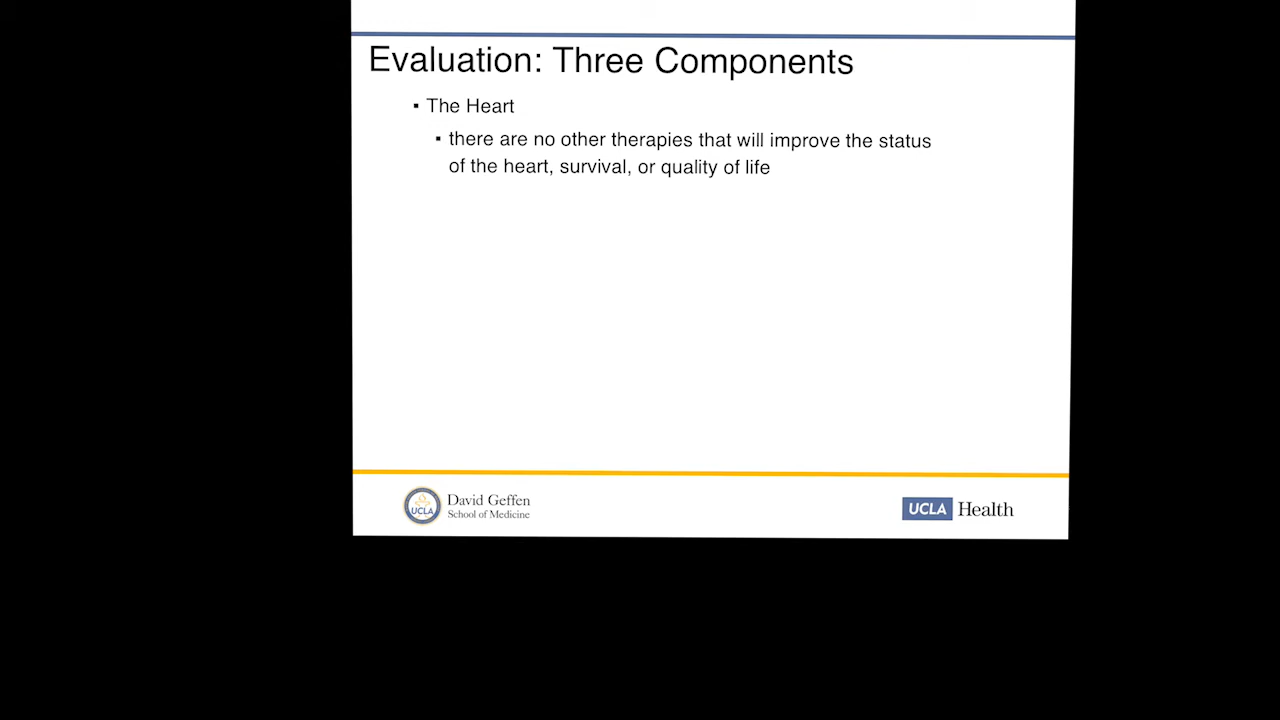 Evaluation: Three Components
▪ The Heart
▪ there are no other therapies that will improve the status
of the heart, survival, or quality of life
UCLA
David Geffen
School of Medicine
UCLA Health